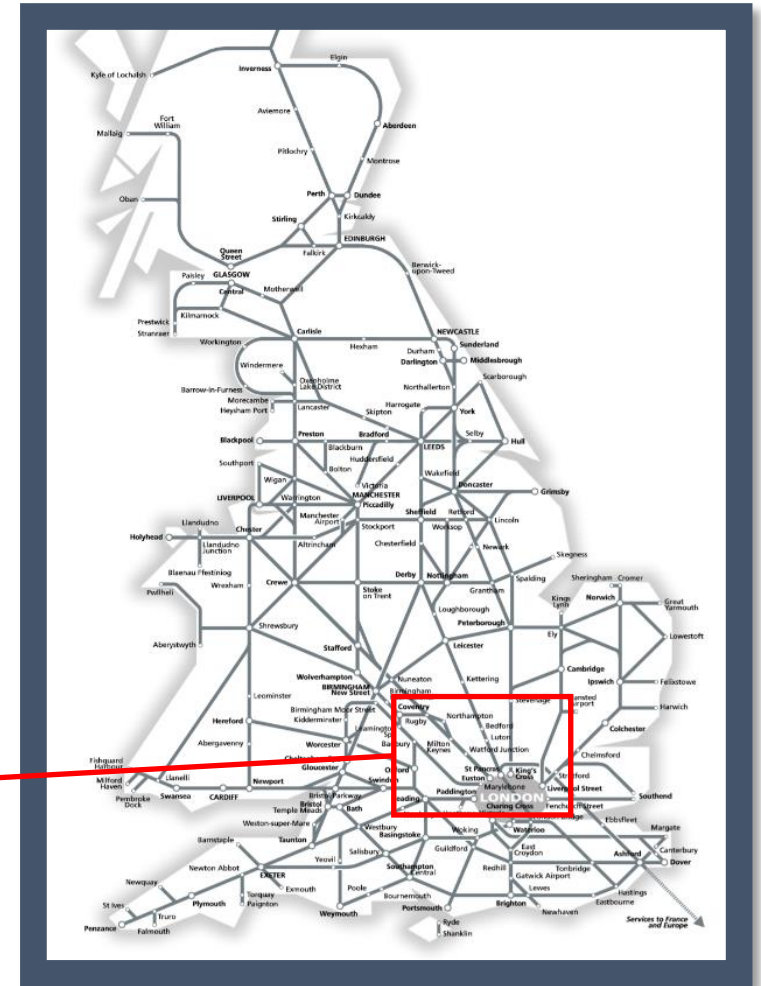 Elgin
Inverness
Kyle of Lochalsh
Aviemore
Fort
William
Mallaig
Aberdeen
Pitlochry
Montrose
Perth
Dundee
Oban
Stirling
Kirkcaldy
EDINBURGH
Queen
Street
Falkirk
Berwick-
upon-Tweed
Paisley
GLASGOW
Central
Motherwell
Prestwick
Kilmarnock
Stranraer
Carlisle
NEWCASTLE
Workington
Hexham
Sunderland
Durham
Darlington
Middlesbrough
Windermere
Oxenholme
Lake District
Scarborough
Barrow-in-Furness
Northallerton
Morecambe
Heysham Port
Lancaster
Harrogate
York
Skipton
Blackpool
Preston
Bradford
Selby
Hull
Blackburn
LEEDS
Huddersfield
Southport
Bolton
Wakefield
Wigan
Victoria
Doncaster
Grimsby
LIVERPOOL
Warrington
MANCHESTER
Piccadilly
Manchester
Airport
Sheffield
Retford
Lincoln
Llandudno
Stockport
Worksop
Holyhead
Chester
Llandudno
Junction
Altrincham
Chesterfield
Newark
Skegness
Blaenau Ffestiniog
Pwllheli
Wrexham
Crewe
Stoke
on Trent
Derby
Nottingham
Spalding
Grantham
Sheringham
Cromer
Kings
Lynn
Norwich
Great
Yarmouth
Loughborough
Shrewsbury
Peterborough
Ely
Lowestoft
Aberystwyth
Stafford
Leicester
Wolverhampton
Cambridge
BIRMINGHAM
New Street
Nuneaton
Kettering
Ipswich
Felixstowe
Birmingham
Leominster
Stevenage
Birmingham Moor Street
Coventry
Harwich
Kidderminster
Rugby
Northampton
Hereford
Bedford
Colchester
Worcester
Banbury
Milton
Keynes
Luton
Abergavenny
Watford Junction
Chelmsford
Fishguard
Harbour
Gloucester
Oxford
St Pancras
King's
Cross
Stratford
Milford
Haven
Llanelli
Euston
Marylebone
Liverpool Street
Newport
Swindon
Pembroke
Dock
Swansea
CARDIFF
Bristol Parkway
Reading
Paddington
LONDON
Southend
Bristol
Temple Meads
Bath
Charing Cross
Fenchurch Street
Weston-super-Mare
Westbury
Basingstoke
Woking
Waterloo
Ebbsfleet
Margate
Barnstaple
Taunton
Salisbury
Guildford
East
Croydon
Canterbury
Newton Abbot
Yeovil
Southampton
Central
Redhill
Tonbridge
Ashford
Dover
EXETER
Gatwick Airport
Newquay
Exmouth
Poole
Lewes
Hastings
St Ives
Plymouth
Torquay
Paignton
Bournemouth
Eastbourne
Truro
Weymouth
Portsmouth
Brighton
Newhaven
Penzance
Falmouth
Ryde
Shanklin
Services to France
and Europe